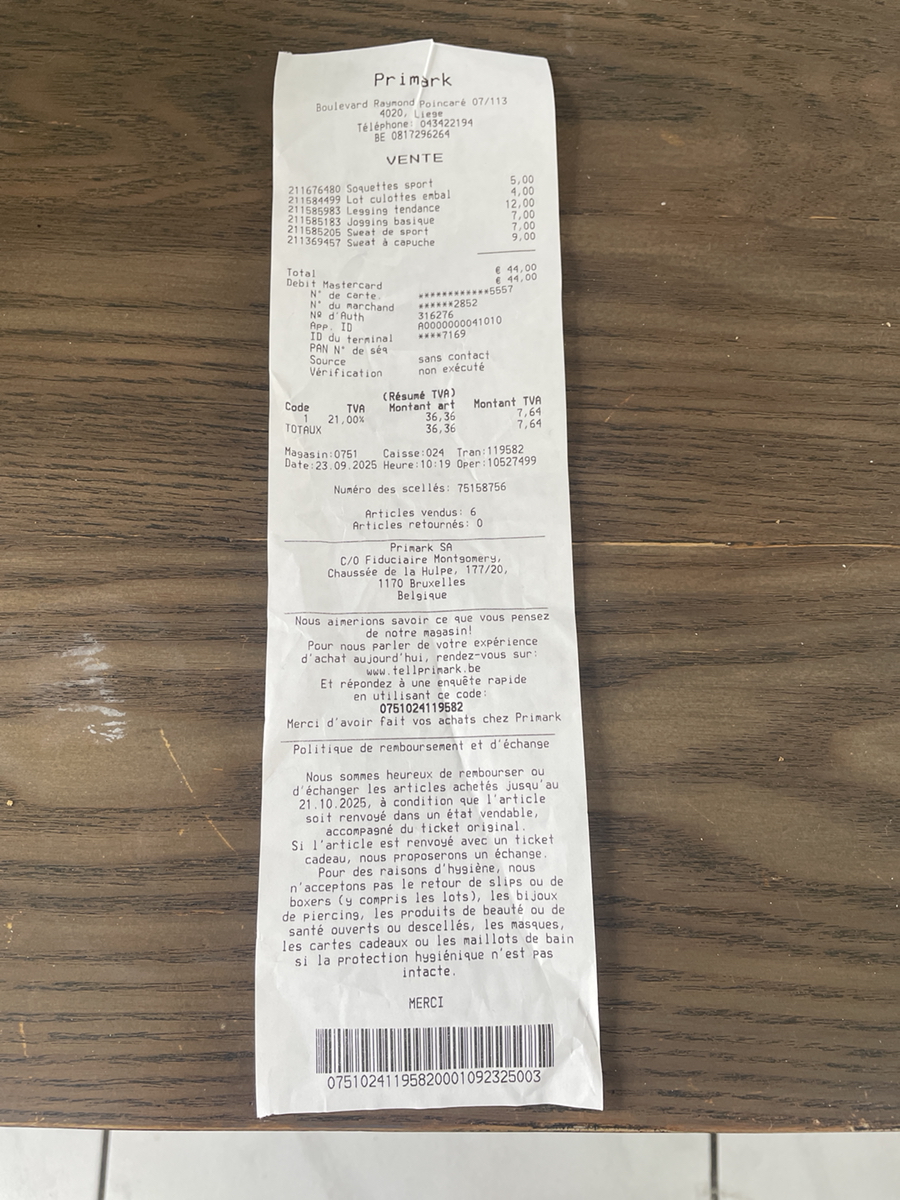 Primark
Boulevard Raymond Poincaré 07/113
4020, Liege
Téléphone: 043422194
BE 0817296264
VENTE
211676480 Soquettes sport 5,00
211584499 Lot culottes embal 4,00
211585983 Legging tendance 12,00
211585183 Jogging basique 7,00
211585205 Sweat de sport 7,00
211369457 Sweat à capuche 9,00
Total € 44,00
Debit Mastercard € 44,00
N° de carte ************5557
N° du marchand ******2852
Nº d'Auth 316276
App. ID A0000000041010
ID du terminal ****7169
PAN N° de séq
Source sans contact
Vérification non exécuté
(Résumé TVA)
Code TVA Montant art Montant TVA
1 21,00% 36,36 7,64
TOTAUX 36,36 7,64
Magasin:0751 Caisse:024 Tran:119582
Date:23.09.2025 Heure:10:19 Oper:10527499
Numéro des scellés: 75158756
Articles vendus: 6
Articles retournés: 0
Primark SA
C/O Fiduciaire Montgomery,
Chaussée de la Hulpe, 177/20,
1170 Bruxelles
Belgique
Nous aimerions savoir ce que vous pensez
de notre magasin!
Pour nous parler de votre expérience
d'achat aujourd'hui, rendez-vous sur:
www.tellprimark.be
Et répondez à une enquête rapide
en utilisant ce code:
0751024119582
Merci d'avoir fait vos achats chez Primark
Politique de remboursement et d'échange
Nous sommes heureux de rembourser ou
d'échanger les articles achetés jusqu'au
21.10.2025, à condition que l'article
soit renvoyé dans un état vendable,
accompagné du ticket original.
Si l'article est renvoyé avec un ticket
cadeau, nous proposerons un échange.
Pour des raisons d'hygiène, nous
n'acceptons pas le retour de slips ou de
boxers (y compris les lots), les bijoux
de piercing, les produits de beauté ou de
santé ouverts ou descellés, les masques,
les cartes cadeaux ou les maillots de bain
si la protection hygiénique n'est pas
intacte.
MERCI
07510241195820001092325003